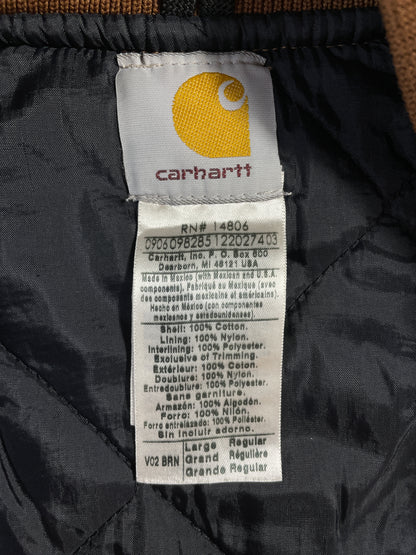 carhartt
RN# 14806
0906098285122027403
Carhartt, Inc. P.O. Box 600
Dearborn, MI 48121 USA
Made in Mexico (with Mexican and U.S.A.
components). Fabriqué au Mexique (avec
des composants mexicains et américains).
Hecho en México (con componentes
mexicanos y estadounidenses).
Shell: 100% Cotton.
Lining: 100% Nylon.
Interlining: 100% Polyester.
Exclusive of Trimming.
Extérieur: 100% Coton.
Doublure: 100% Nylon.
Entredoublure: 100% Polyester.
Sans garniture.
Armazón: 100% Algodón.
Forro: 100% Nilón.
Forro entretela: 100% Poliéster.
Sin incluir adorno.
V02 BRN
Large Regular
Grand Régulière
Grande Regular